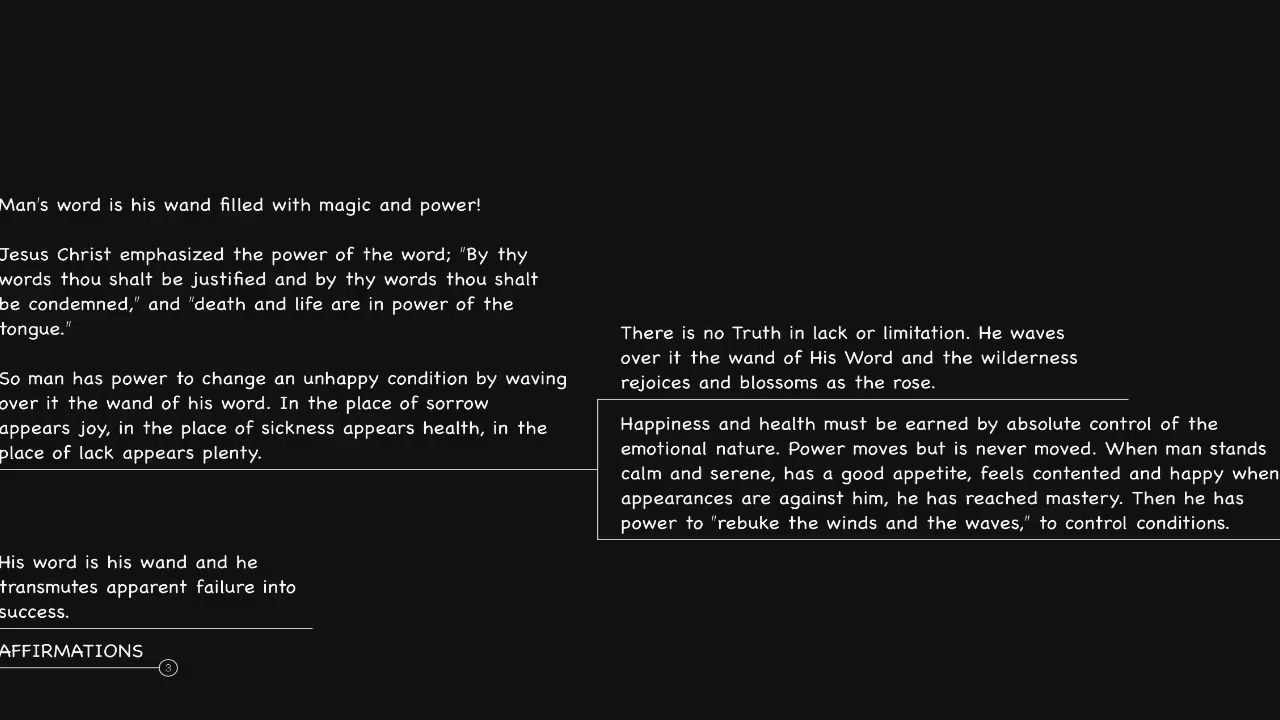 Man's word is his wand filled with magic and power!
Jesus Christ emphasized the power of the word; "By thy
words thou shalt be justified and by thy words thou shalt
be condemned," and "death and life are in power of the
tongue."
So man has power to change an unhappy condition by waving
over it the wand of his word. In the place of sorrow
appears joy, in the place of sickness appears health, in the
place of lack appears plenty.
His word is his wand and he
transmutes apparent failure into
success.
AFFIRMATIONS
3
There is no Truth in lack or limitation. He waves
over it the wand of His Word and the wilderness
rejoices and blossoms as the rose.
Happiness and health must be earned by absolute control of the
emotional nature. Power moves but is never moved. When man stands
calm and serene, has a good appetite, feels contented and happy when
appearances are against him, he has reached mastery. Then he has
power to "rebuke the winds and the waves," to control conditions.